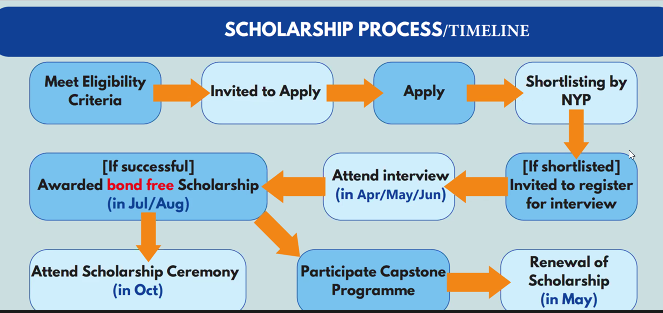 SCHOLARSHIP PROCESS/TIMELINE
Meet Eligibility
Criteria
Invited to Apply
Apply
Shortlisting by
NYP
[If shortlisted]
Invited to register
for interview
Attend interview
(in Apr/May/Jun)
[If successful]
Awarded bond free Scholarship
(in Jul/Aug)
Attend Scholarship Ceremony
(in Oct)
Participate Capstone
Programme
Renewal of
Scholarship
(in May)